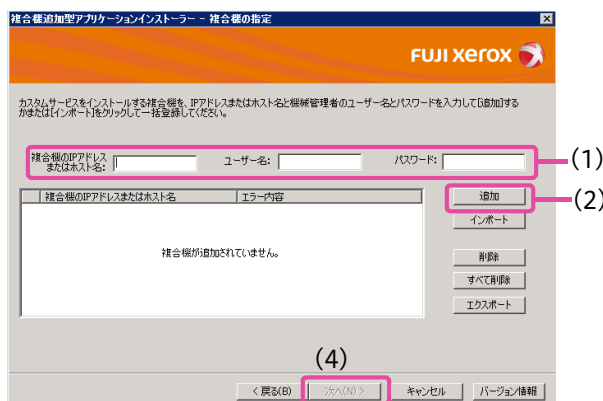 複合機追加型アプリケーションインストーラー - 複合機の指定
FUJI xerox
カスタムサービスをインストールする複合機を、IPアドレスまたはホスト名と機械管理者のユーザー名とパスワードを入力して[追加]する
かまたは[インポート]をクリックして一括登録してください。
複合機のIPアドレス
またはホスト名:
ユーザー名:
パスワード:
(1)
複合機のIPアドレスまたはホスト名 エラー内容
追加
(2)
インポート
複合機が追加されていません。
削除
すべて削除
エクスポート
(4)
< 戻る(B)
次へ(N) >
キャンセル
バージョン情報